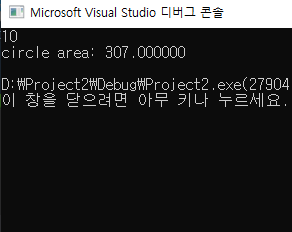 Microsoft Visual Studio 디버그 콘솔
10
circle area: 307.000000
D:₩Project2₩Debug₩Project2.exe(27904
이 창을 닫으려면 아무 키나 누르세요.